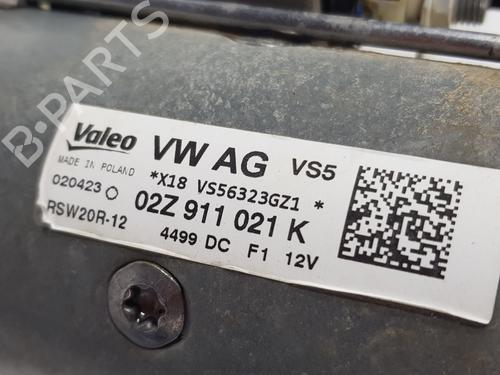 B-PARTS
Valeo VW AG VS5
MADE IN POLAND *X18 VS56323GZ1 *
020423 02Z 911 021 K
RSW20R-12 4499 DC F1 12V